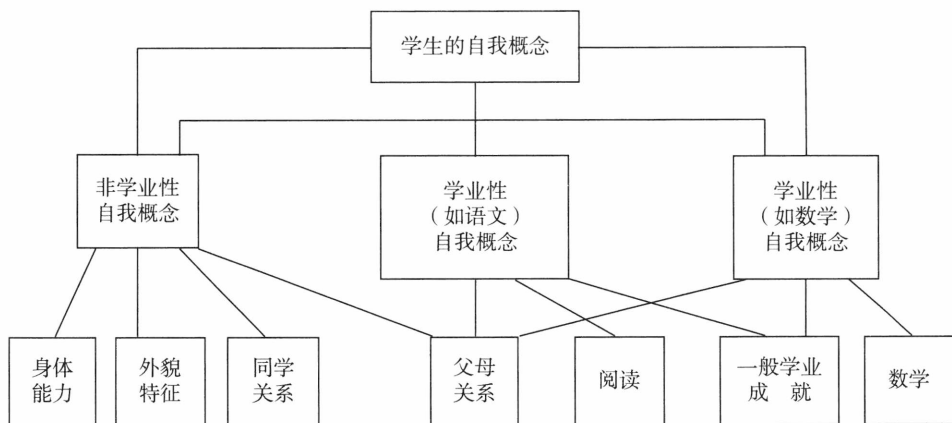 学生的自我概念
非学业性
自我概念
学业性
（如语文）
自我概念
学业性
（如数学）
自我概念
身体
能力
外貌
特征
同学
关系
父母
关系
阅读
一般学业
成 就
数学